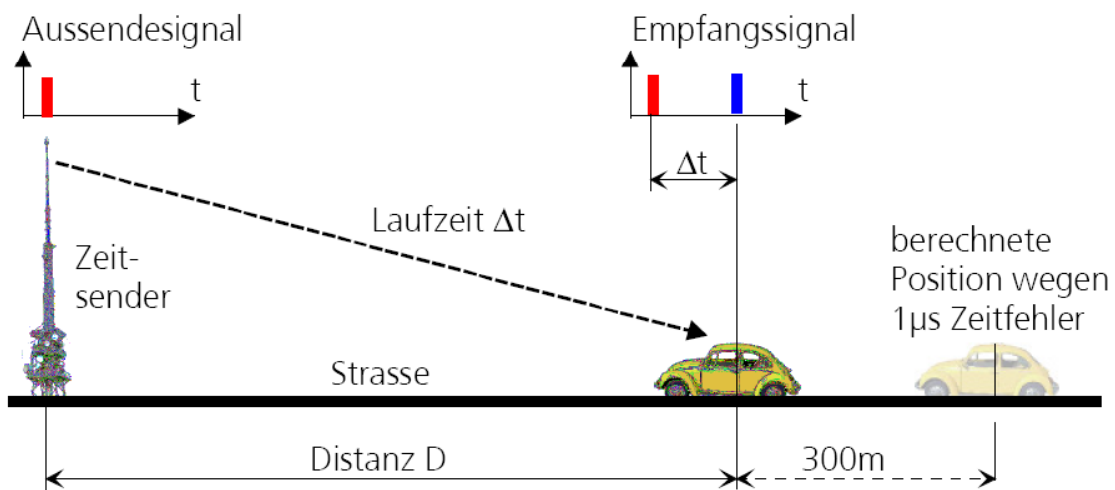 Aussendesignal
t
Empfangssignal
t
Δt
Laufzeit Δt
Zeit-
sender
berechnete
Position wegen
1µs Zeitfehler
Strasse
Distanz D
300m